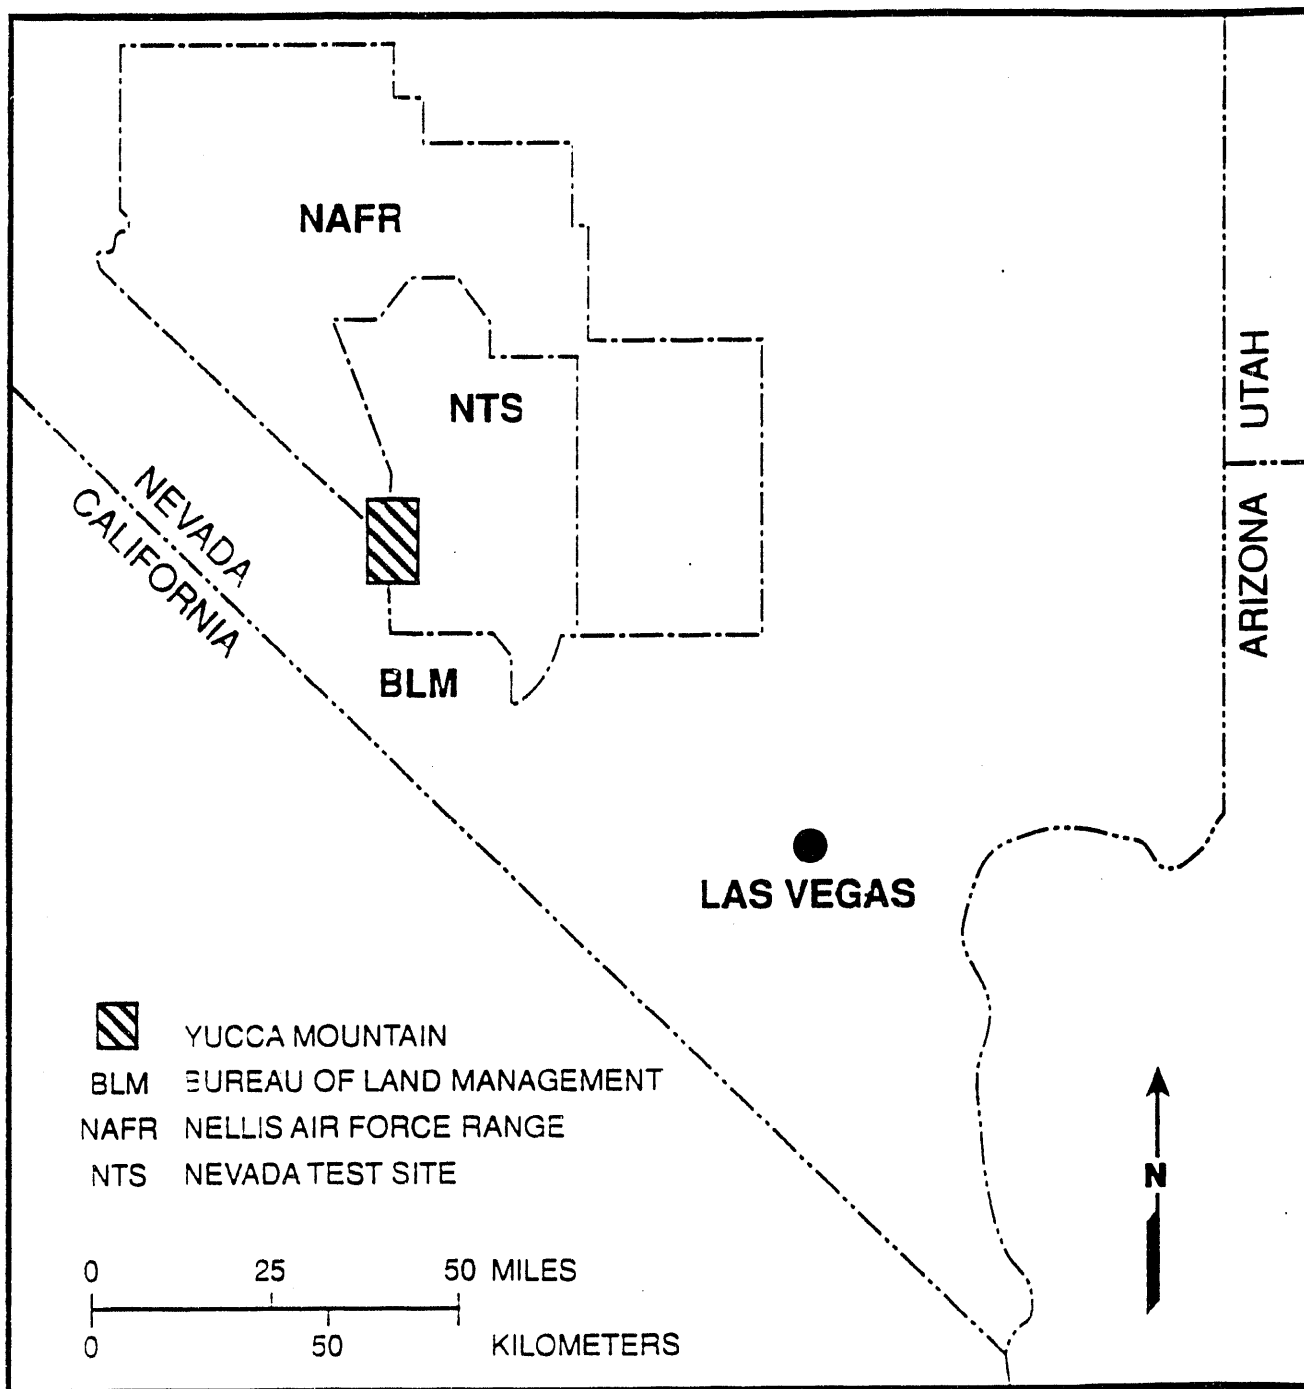 NAFR
UTAH
NTS
NEVADA
CALIFORNIA
ARIZONA
BLM
LAS VEGAS
YUCCA MOUNTAIN
BLM BUREAU OF LAND MANAGEMENT
NAFR NELLIS AIR FORCE RANGE
NTS NEVADA TEST SITE
N
0 25 50 MILES
0 50 KILOMETERS